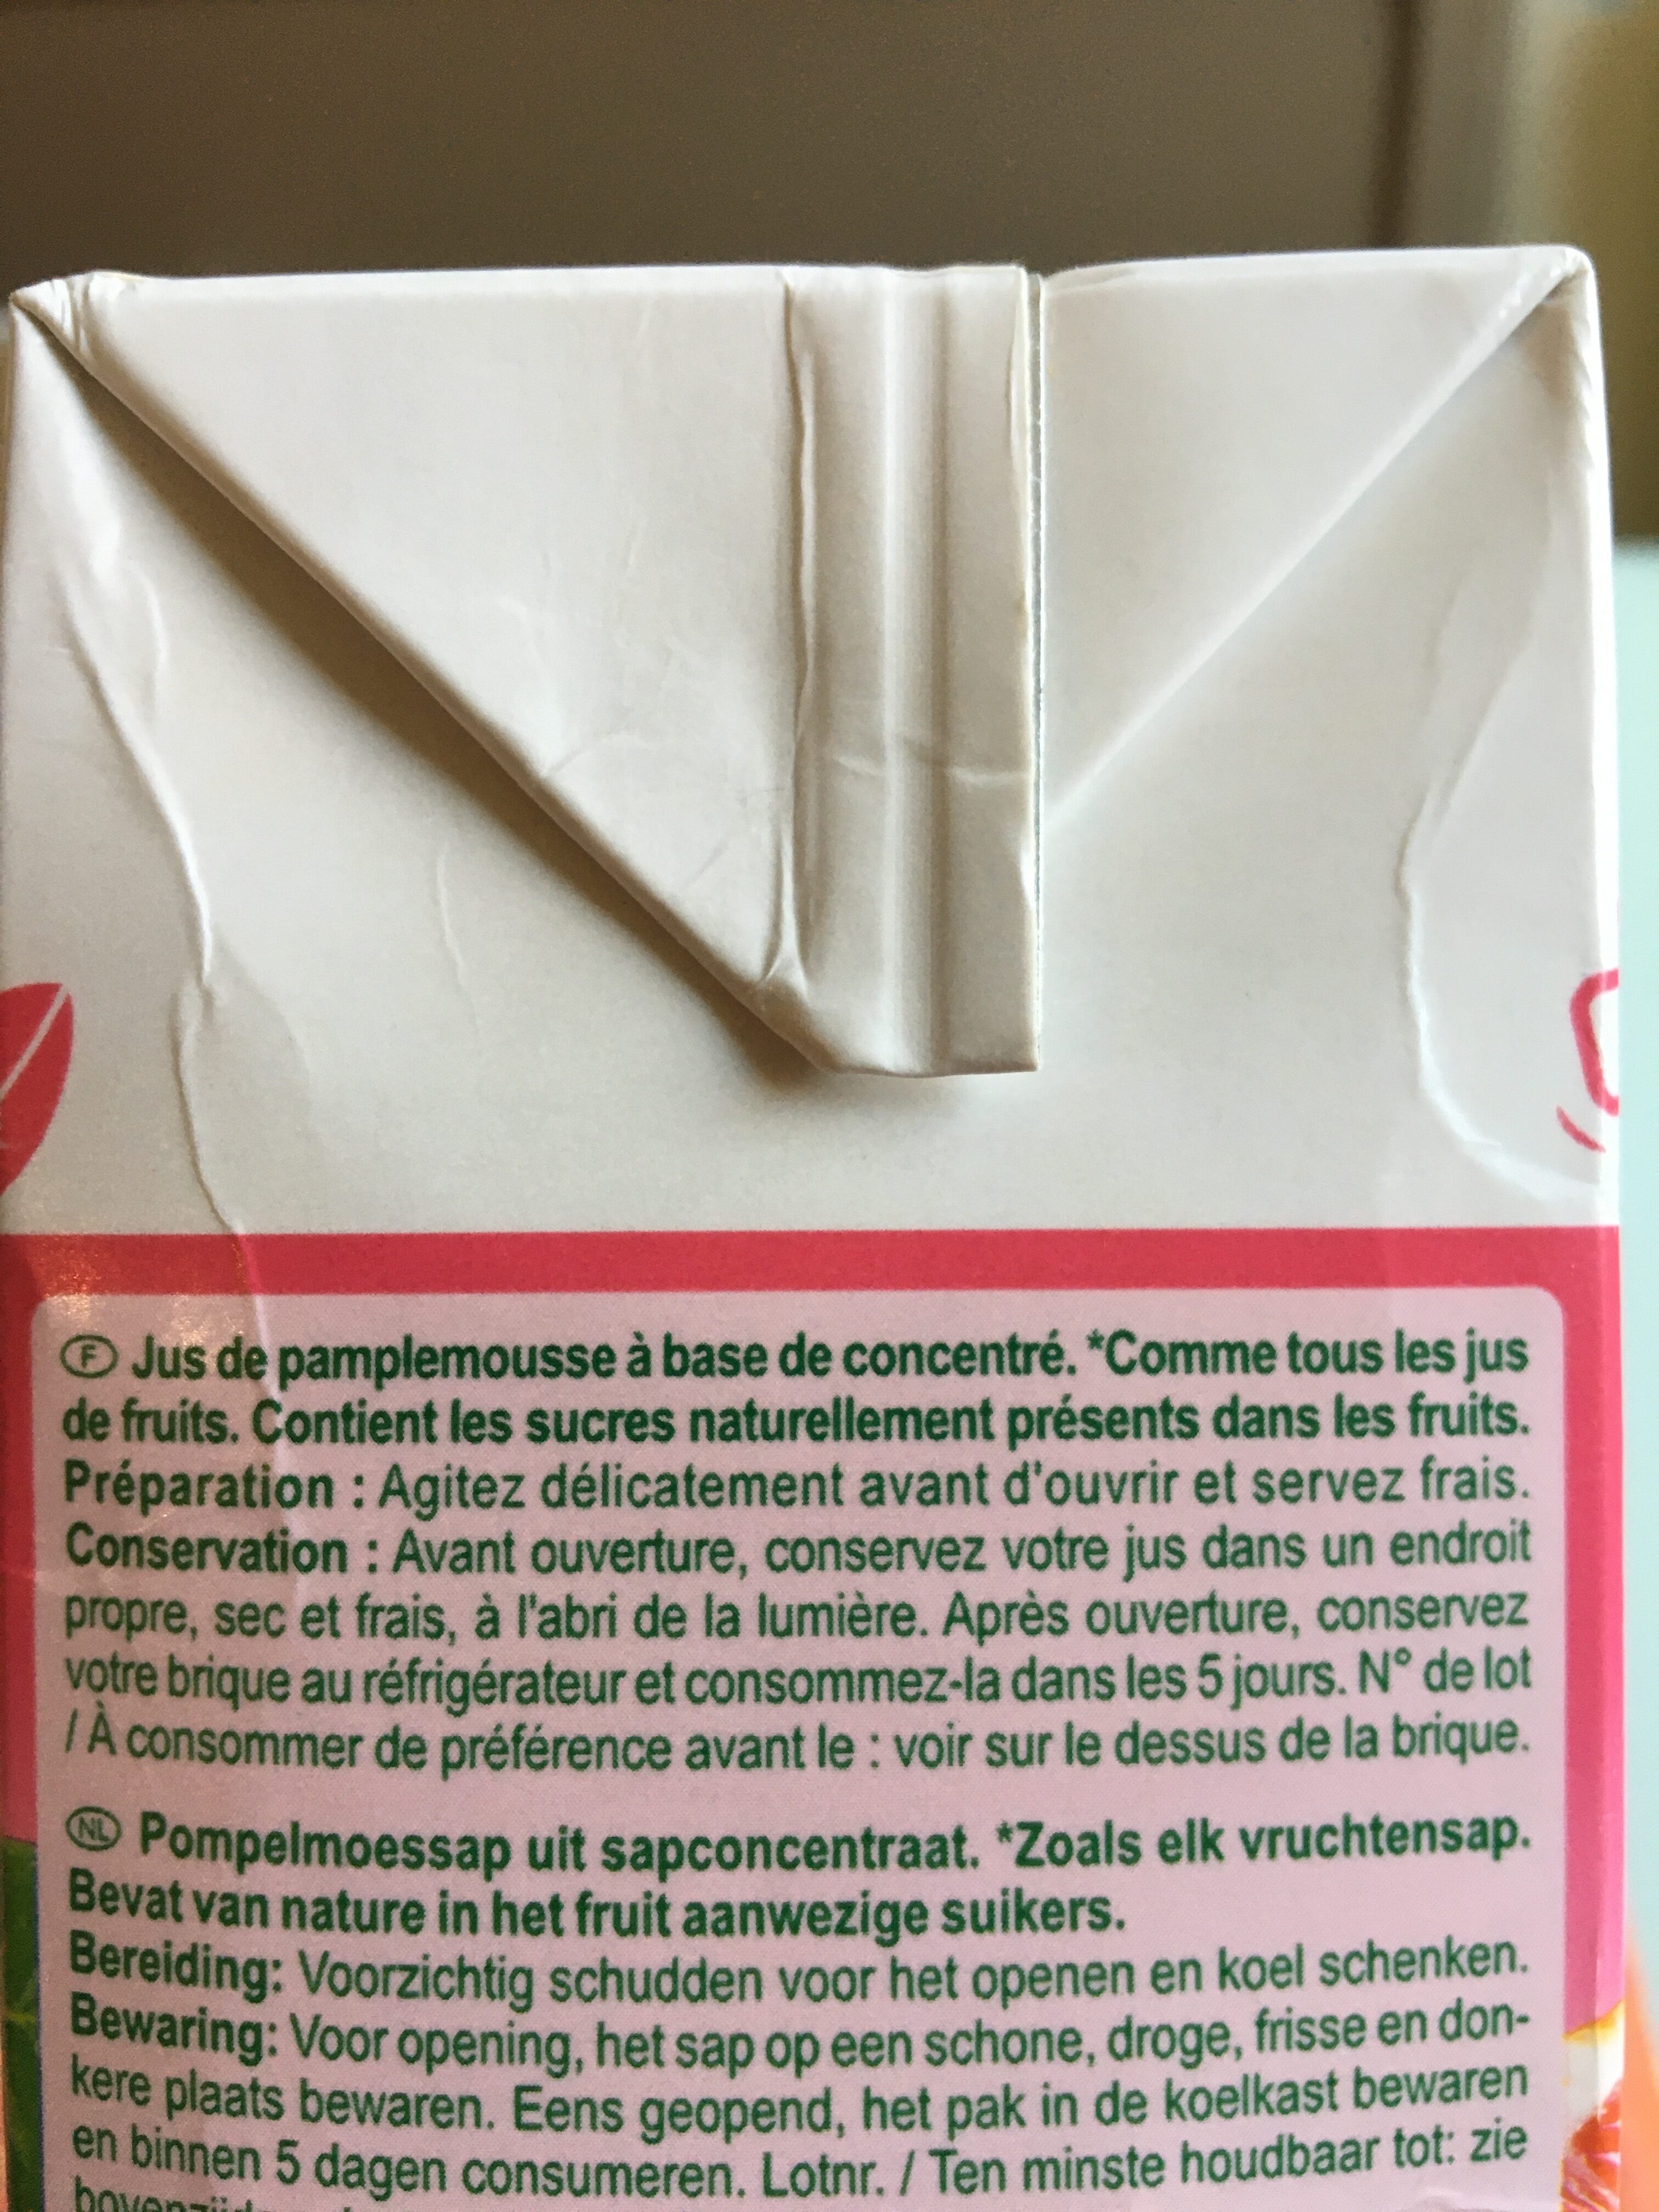 F Jus de pamplemousse à base de concentré. *Comme tous les jus
de fruits. Contient les sucres naturellement présents dans les fruits.
Préparation : Agitez délicatement avant d'ouvrir et servez frais.
Conservation : Avant ouverture, conservez votre jus dans un endroit
propre, sec et frais, à l'abri de la lumière. Après ouverture, conservez
votre brique au réfrigérateur et consommez-la dans les 5 jours. N° de lot
/ À consommer de préférence avant le : voir sur le dessus de la brique.
NL Pompelmoessap uit sapconcentraat. *Zoals elk vruchtensap.
Bevat van nature in het fruit aanwezige suikers.
Bereiding: Voorzichtig schudden voor het openen en koel schenken.
Bewaring: Voor opening, het sap op een schone, droge, frisse en don-
kere plaats bewaren. Eens geopend, het pak in de koelkast bewaren
en binnen 5 dagen consumeren. Lotnr. / Ten minste houdbaar tot: zie